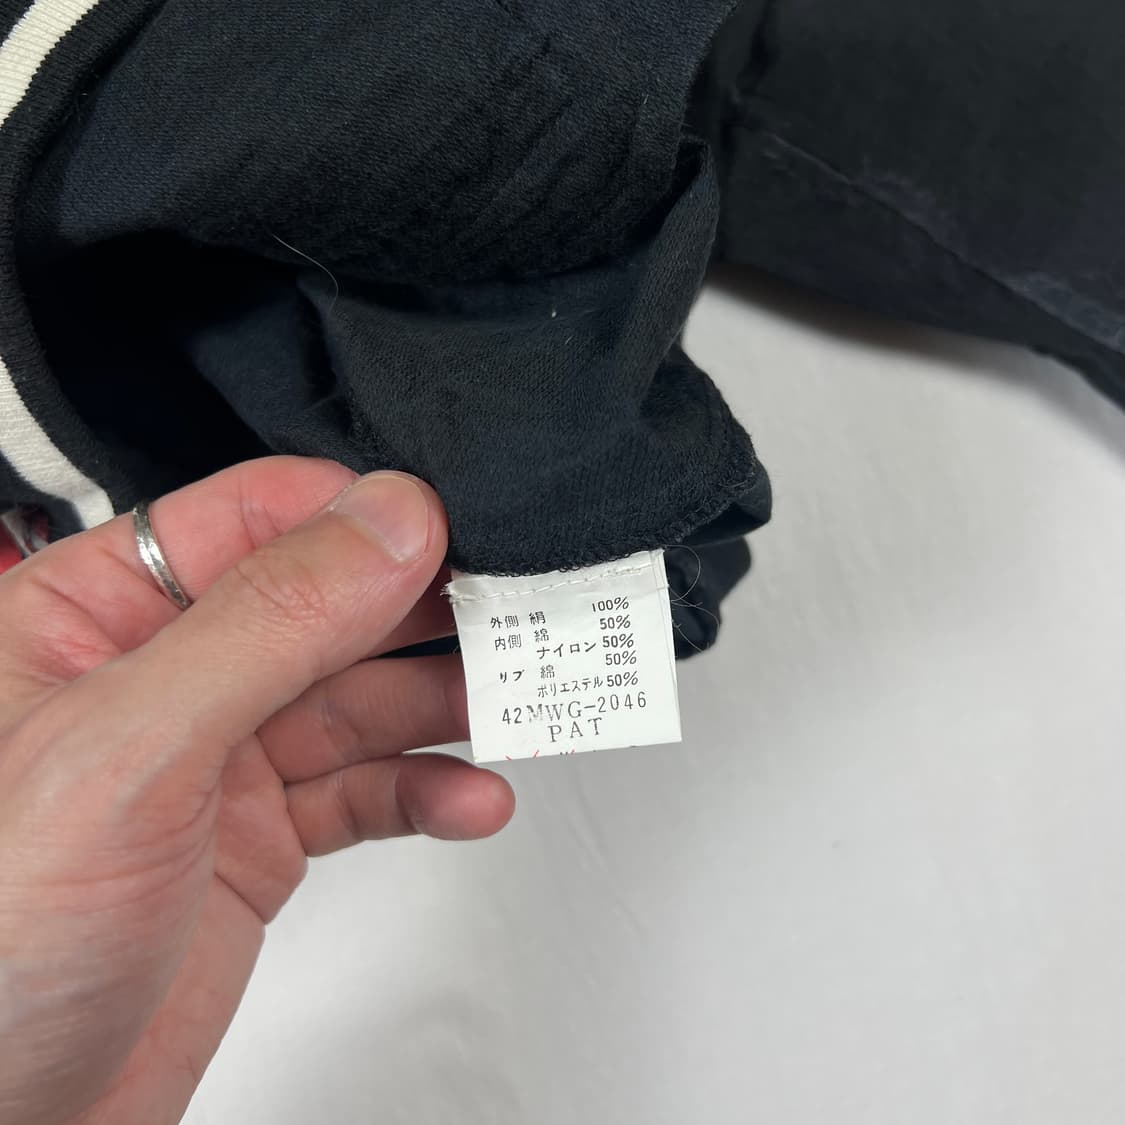 外側 絹 100%
内側 綿 50%
ナイロン 50%
リブ 綿 50%
ポリエステル 50%
42MWG-2046
PAT